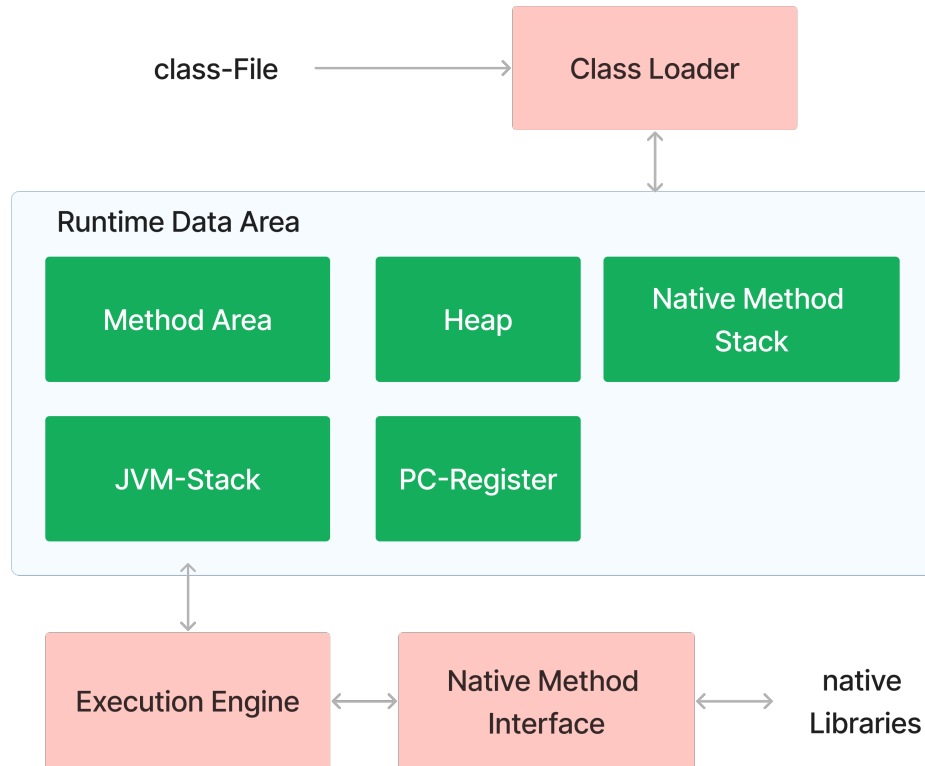 class-File
Class Loader
Runtime Data Area
Method Area
Heap
Native Method
Stack
JVM-Stack
PC-Register
Execution Engine
Native Method
Interface
native
Libraries